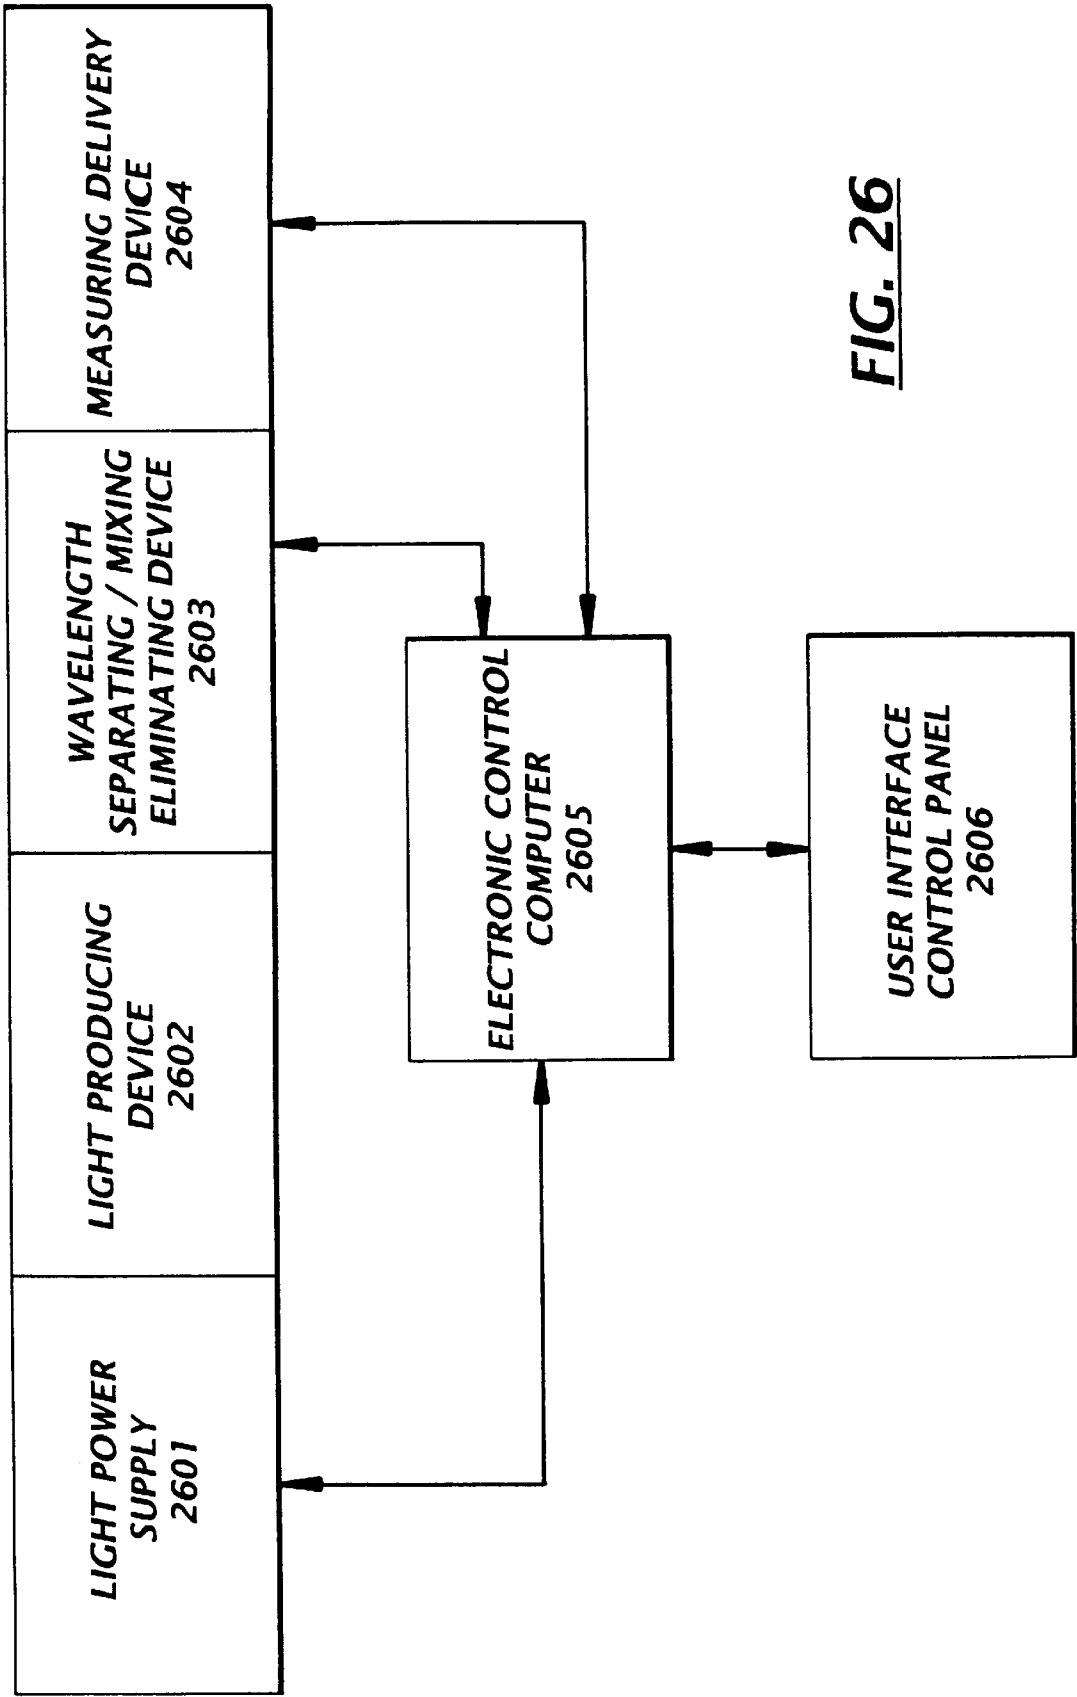 LIGHT POWER
SUPPLY
2601
LIGHT PRODUCING
DEVICE
2602
WAVELENGTH
SEPARATING / MIXING
ELIMINATING DEVICE
2603
MEASURING DELIVERY
DEVICE
2604
ELECTRONIC CONTROL
COMPUTER
2605
USER INTERFACE
CONTROL PANEL
2606
FIG. 26